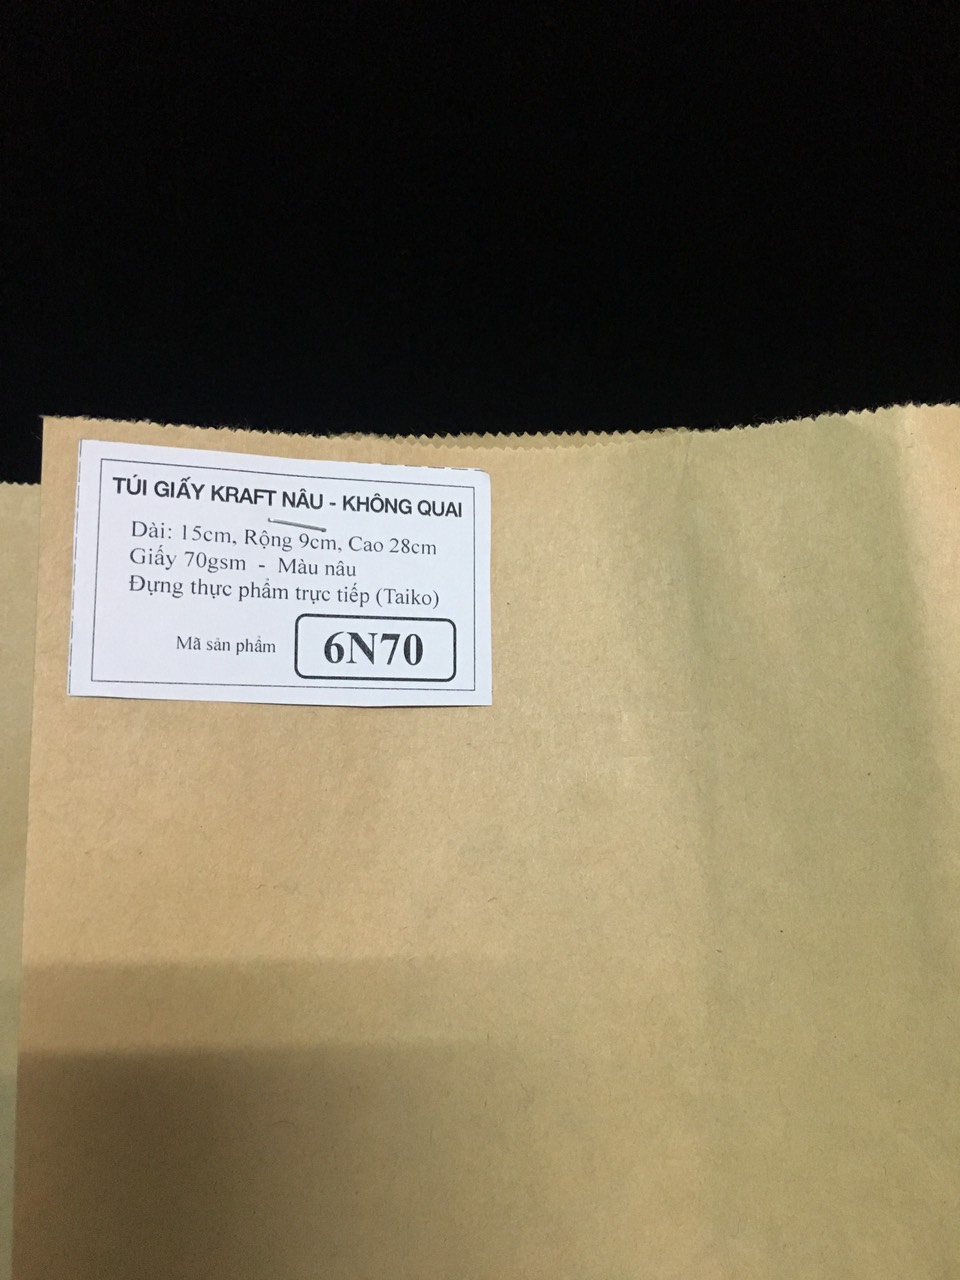 TÚI GIẤY KRAFT NÂU - KHÔNG QUAI
Dài: 15cm, Rộng 9cm, Cao 28cm
Giấy 70gsm - Màu nâu
Đựng thực phẩm trực tiếp (Taiko)
Mã sản phẩm 6N70